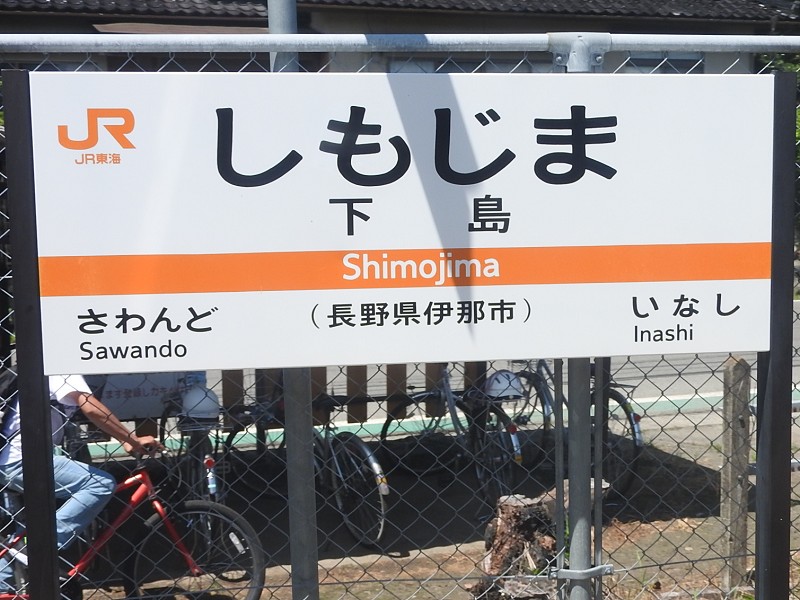 JR
JR東海
しもじま
下島
Shimojima
さわんど
Sawando
(長野県伊那市)
いなし
Inashi